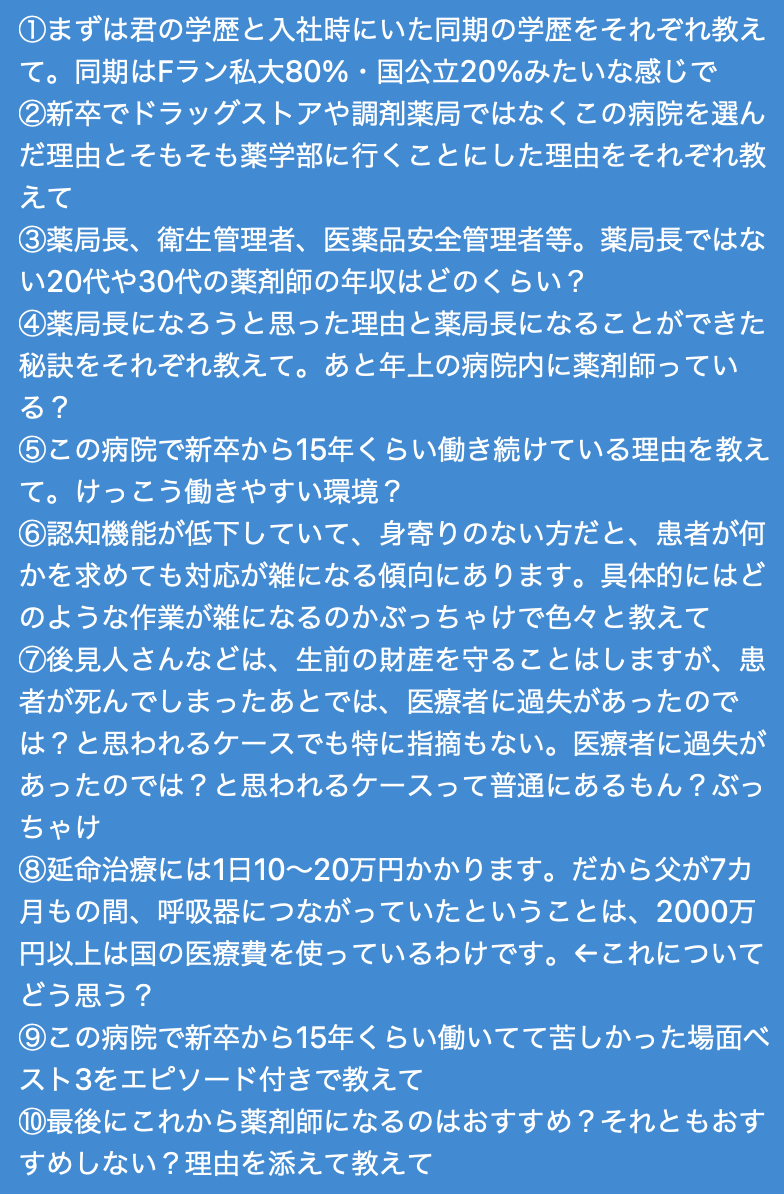 ①まずは君の学歴と入社時にいた同期の学歴をそれぞれ教え
て。同期はFラン私大80%・国公立20%みたいな感じで
②新卒でドラッグストアや調剤薬局ではなくこの病院を選ん
だ理由とそもそも薬学部に行くことにした理由をそれぞれ教
えて
③薬局長、衛生管理者、医薬品安全管理者等。薬局長ではな
い20代や30代の薬剤師の年収はどのくらい？
④薬局長になろうと思った理由と薬局長になることができた
秘訣をそれぞれ教えて。あと年上の病院内に薬剤師ってい
る？
⑤この病院で新卒から15年くらい働き続けている理由を教え
て。けっこう働きやすい環境？
⑥認知機能が低下していて、身寄りのない方だと、患者が何
かを求めても対応が雑になる傾向にあります。具体的にはど
のような作業が雑になるのかぶっちゃけで色々と教えて
⑦後見人さんなどは、生前の財産を守ることはしますが、患
者が死んでしまったあとでは、医療者に過失があったので
は？と思われるケースでも特に指摘もない。医療者に過失が
あったのでは？と思われるケースって普通にあるもん？ぶっ
ちゃけ
⑧延命治療には1日10〜20万円かかります。だから父が7カ
月もの間、呼吸器につながっていたということは、2000万
円以上は国の医療費を使っているわけです。←これについて
どう思う？
⑨この病院で新卒から15年くらい働いてて苦しかった場面ベ
スト3をエピソード付きで教えて
⑩最後にこれから薬剤師になるのはおすすめ？それともおす
すめしない？理由を添えて教えて